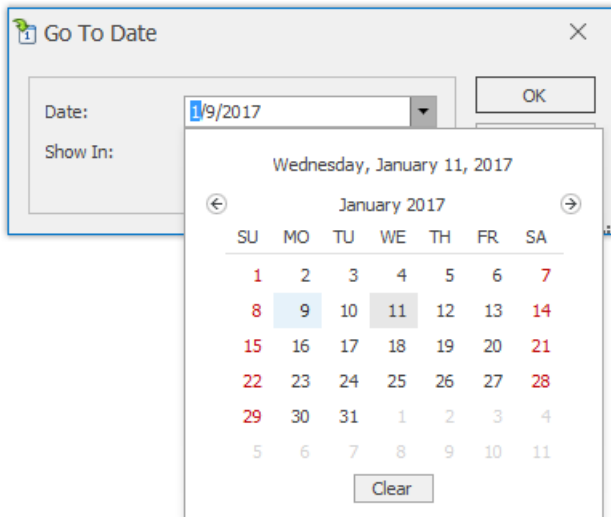 Go To Date
Date: 1/9/2017 OK
Show In:
Wednesday, January 11, 2017
January 2017
SU MO TU WE TH FR SA
1 2 3 4 5 6 7
8 9 10 11 12 13 14
15 16 17 18 19 20 21
22 23 24 25 26 27 28
29 30 31 1 2 3 4
5 6 7 8 9 10 11
Clear